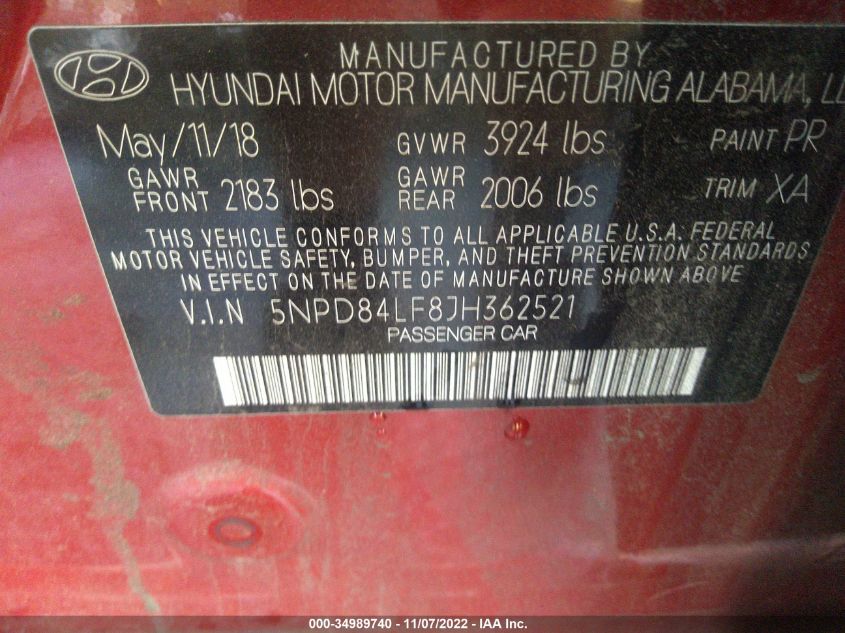 MANUFACTURED BY
HYUNDAI MOTOR MANUFACTURING ALABAMA,
May/11/18 GVWR 3924 lbs PAINT PR
GAWR FRONT 2183 lbs GAWR REAR 2006 lbs TRIM XA
THIS VEHICLE CONFORMS TO ALL APPLICABLE U.S.A. FEDERAL
MOTOR VEHICLE SAFETY, BUMPER, AND THEFT PREVENTION STANDARDS
IN EFFECT ON THE DATE OF MANUFACTURE SHOWN ABOVE
V.I.N 5NPD84LF8JH362521
PASSENGER CAR
000-34989740 - 11/07/2022 - IAA Inc.